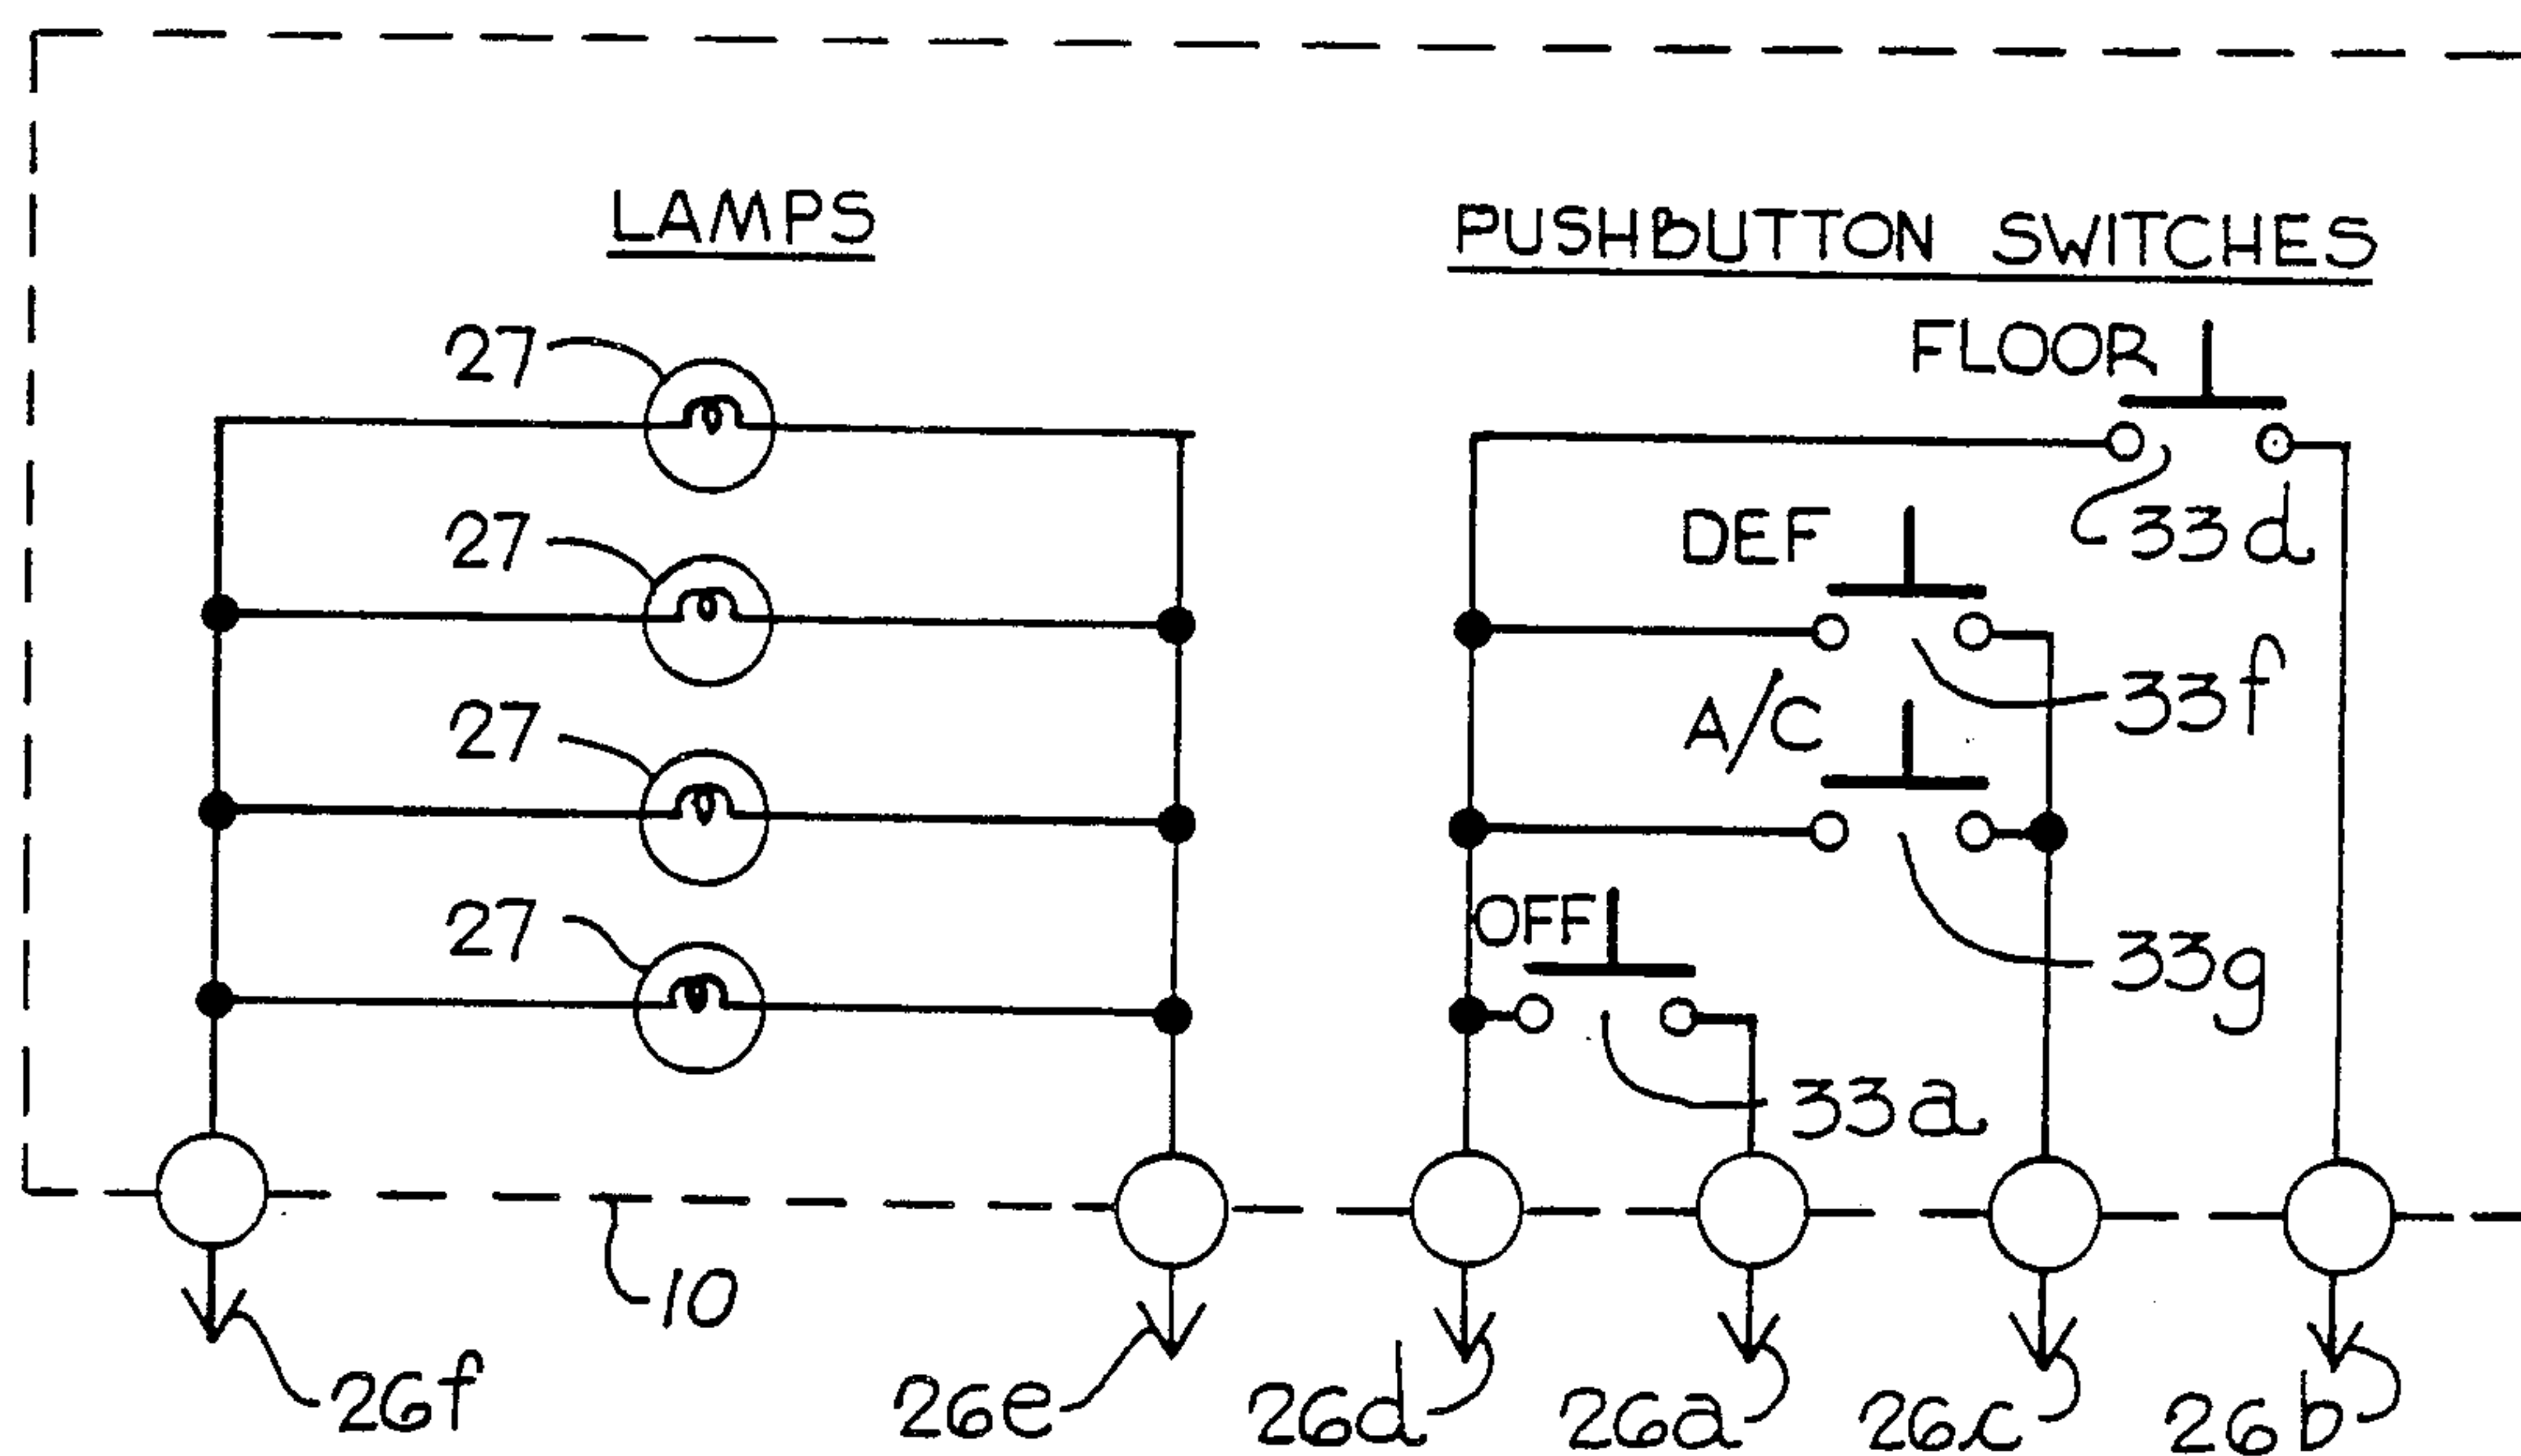 LAMPS
PUSHBUTTON SWITCHES
27
FLOOR
27
DEF
33d
27
A/C
33f
27
OFF
33g
33a
10
26f
26e
26d
26a
26c
26b